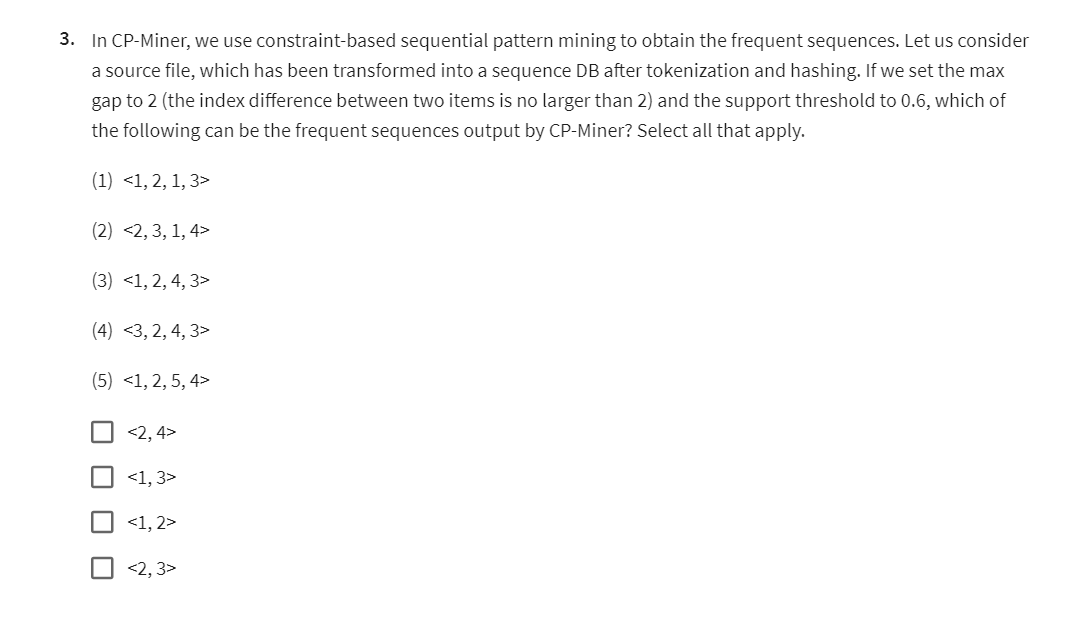 3. In CP-Miner, we use constraint-based sequential pattern mining to obtain the frequent sequences. Let us consider
a source file, which has been transformed into a sequence DB after tokenization and hashing. If we set the max
gap to 2 (the index difference between two items is no larger than 2) and the support threshold to 0.6, which of
the following can be the frequent sequences output by CP-Miner? Select all that apply.
(1) <1, 2, 1, 3>
(2) <2, 3, 1, 4>
(3) <1, 2, 4, 3>
(4) <3, 2, 4, 3>
(5) <1, 2, 5, 4>
<2, 4>
<1, 3>
<1, 2>
<2, 3>